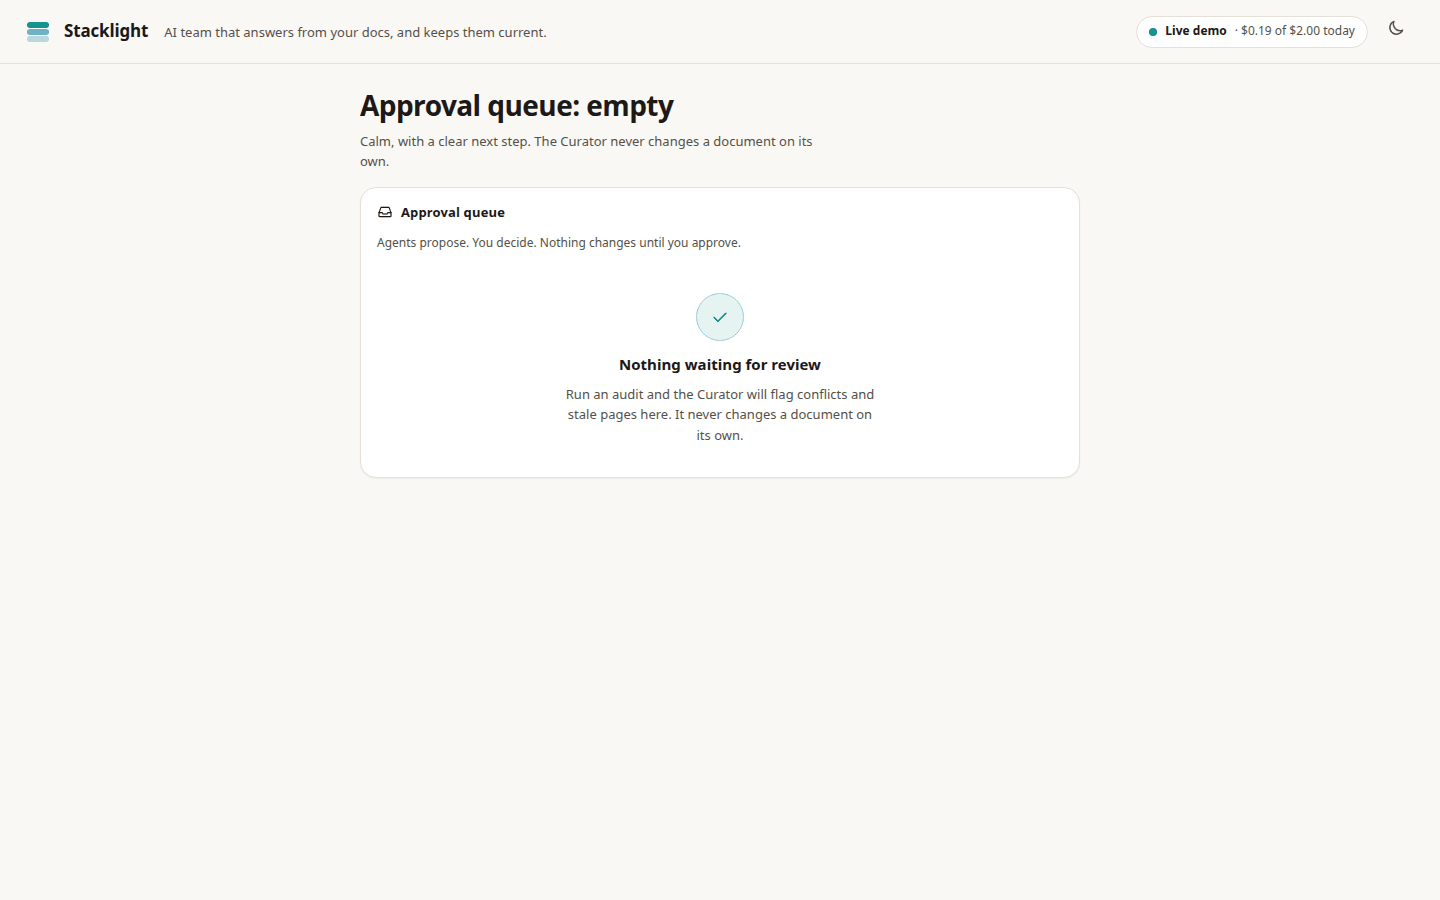 Stacklight AI team that answers from your docs, and keeps them current. Live demo · $0.19 of $2.00 today
Approval queue: empty
Calm, with a clear next step. The Curator never changes a document on its
own.
Approval queue
Agents propose. You decide. Nothing changes until you approve.
Nothing waiting for review
Run an audit and the Curator will flag conflicts and
stale pages here. It never changes a document on
its own.